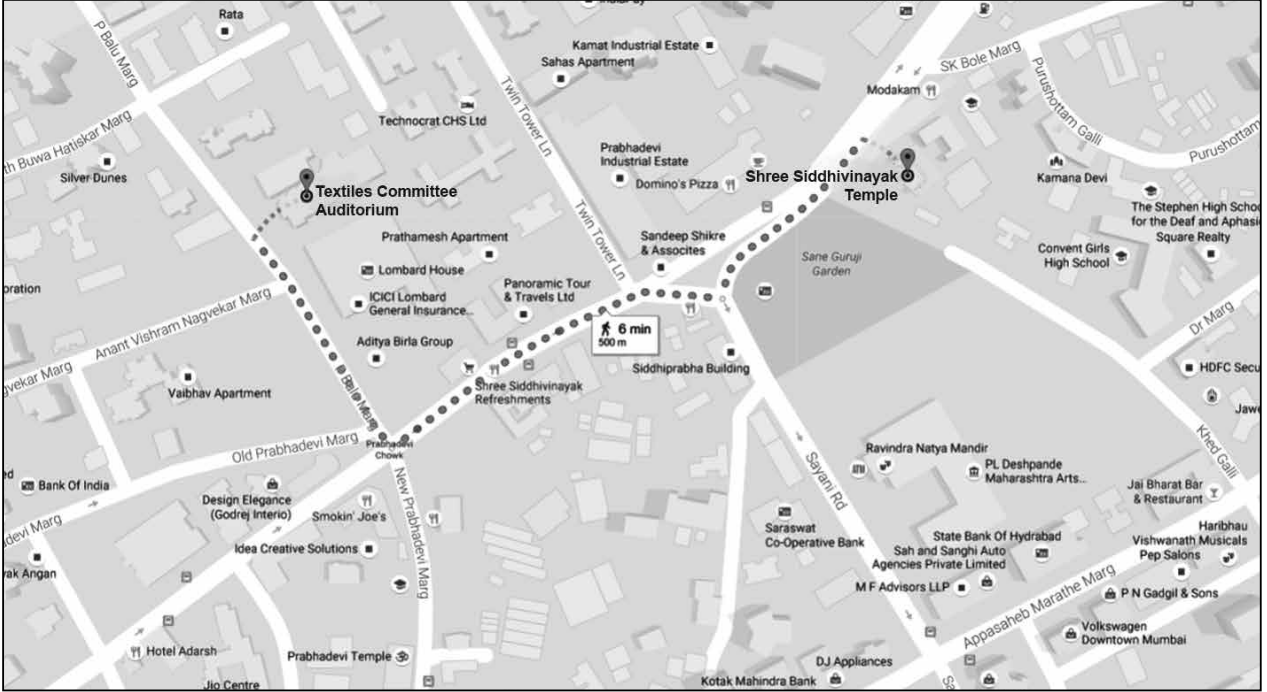 Rata
P Balu Marg
Kamat Industrial Estate
Sahas Apartment
SK Bole Marg
Modakam
Purushottam Galli
Twin Tower Ln
Technocrat CHS Ltd
th Buwa Hatiskar Marg
Silver Dunes
Prabhadevi
Industrial Estate
Domino's Pizza
Shree Siddhivinayak
Temple
Kamana Devi
Purushottam
Textiles Committee
Auditorium
The Stephen High Schoo
for the Deaf and Aphasi
Square Realty
Twin Tower Ln
Prathamesh Apartment
Sandeep Shikre
& Assocites
Sane Guruji
Garden
Convent Girls
High School
Lombard House
oration
Panoramic Tour
& Travels Ltd
ICICI Lombard
General Insurance...
Anant Vishram Nagvekar Marg
Dr Marg
6 min
500 m
Aditya Birla Group
gvekar Marg
Vaibhav Apartment
Siddhiprabha Building
HDFC Secu
Shree Siddhivinayak
Refreshments
Balu Marg
Jawe
Old Prabhadevi Marg
Prabhadevi
Chowk
Khed Galli
Ravindra Natya Mandir
PL Deshpande
Maharashtra Arts...
Sayani Rd
ed
Bank Of India
Design Elegance
(Godrej Interio)
Smokin' Joe's
New Prabhadevi Marg
Jai Bharat Bar
& Restaurant
adevi Marg
Idea Creative Solutions
Saraswat
Co-Operative Bank
State Bank Of Hydrabad
Sah and Sanghi Auto
Agencies Private Limited
M F Advisors LLP
Haribhau
Vishwanath Musicals
Pep Salons
vak Angan
Appasaheb Marathe Marg
P N Gadgil & Sons
Volkswagen
Downtown Mumbai
Hotel Adarsh
Prabhadevi Temple
DJ Appliances
Jio Centre
Kotak Mahindra Bank
Sa